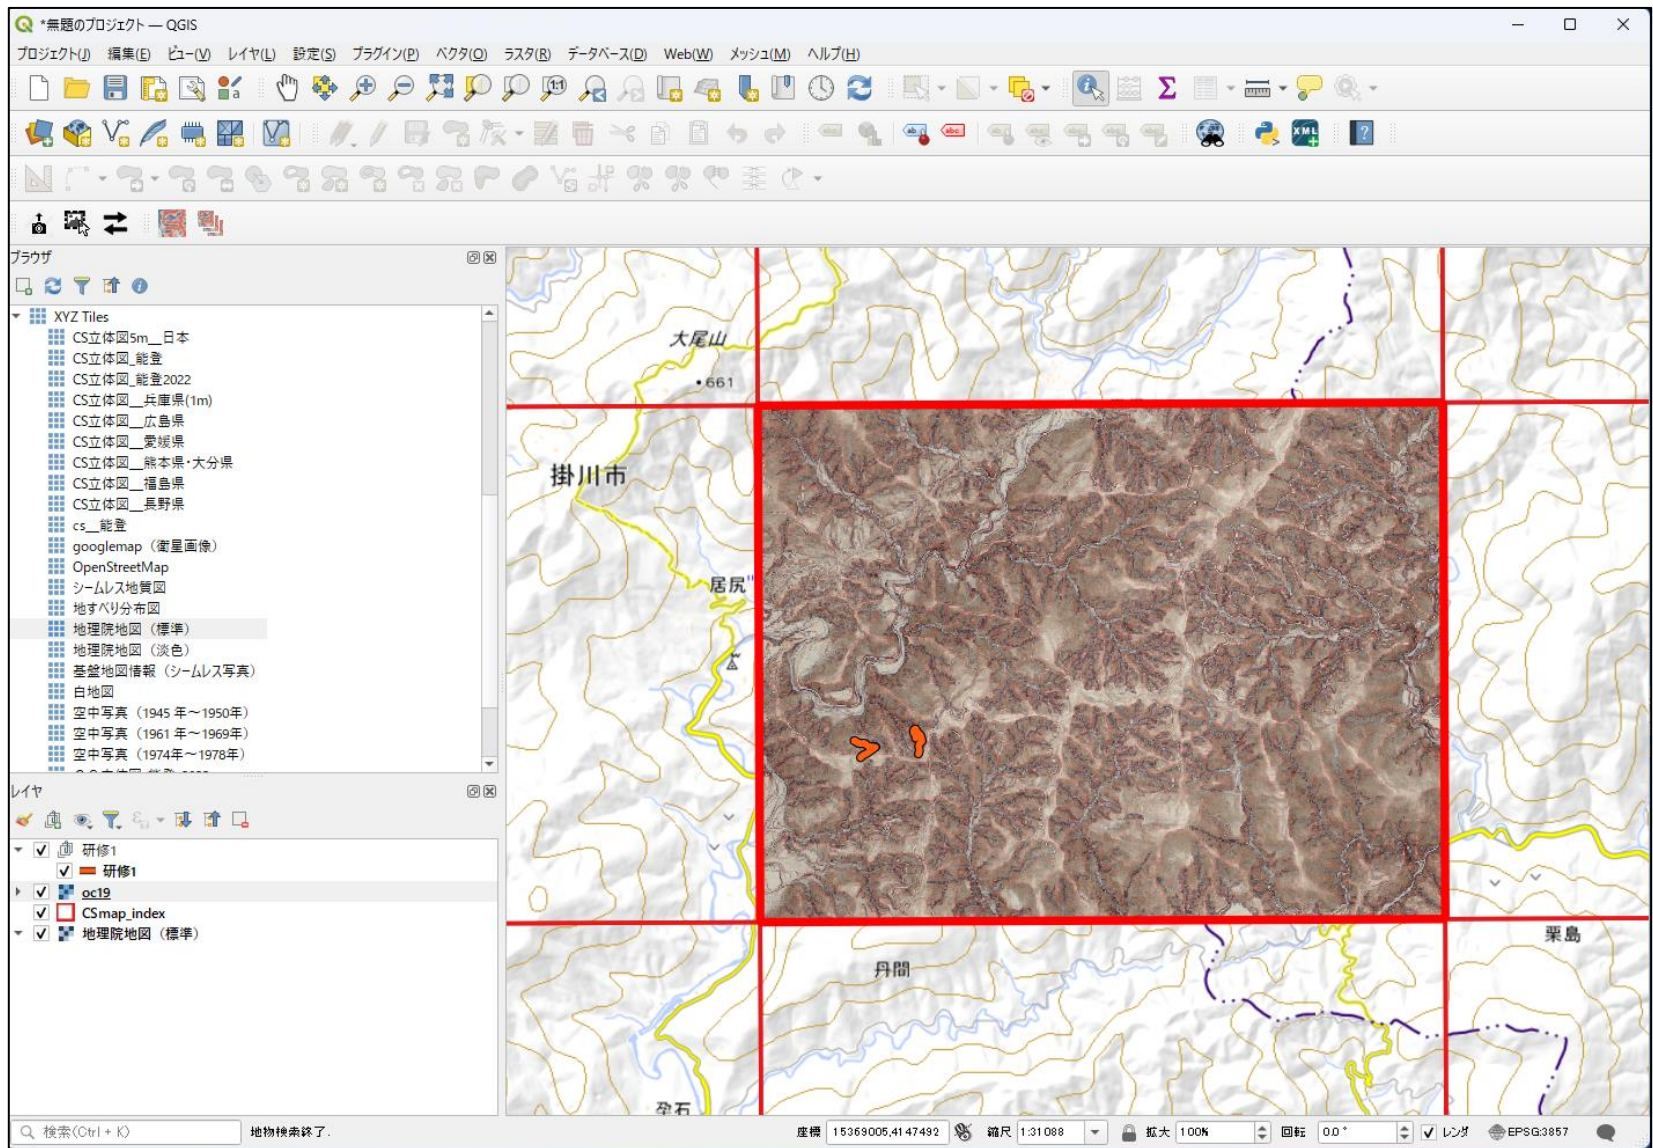 *無題のプロジェクト — QGIS
プロジェクト(J) 編集(E) ビュー(V) レイヤ(L) 設定(S) プラグイン(P) ベクタ(O) ラスタ(R) データベース(D) Web(W) メッシュ(M) ヘルプ(H)
ブラウザ
XYZ Tiles
CS立体図5m__日本
CS立体図_能登
CS立体図_能登2022
CS立体図__兵庫県(1m)
CS立体図__広島県
CS立体図__愛媛県
CS立体図__熊本県・大分県
CS立体図__福島県
CS立体図__長野県
cs__能登
googlemap（衛星画像）
OpenStreetMap
シームレス地質図
地すべり分布図
地理院地図（標準）
地理院地図（淡色）
基盤地図情報（シームレス写真）
白地図
空中写真（1945 年～1950年）
空中写真（1961 年～1969年）
空中写真（1974年～1978年）
レイヤ
研修1
研修1
oc19
CSmap_index
地理院地図（標準）
大尾山
661
掛川市
居尻
丹間
栗島
孕石
検索(Ctrl + K) 地物検索終了. 座標 15369005,4147492 縮尺 1:31088 拡大 100% 回転 0.0 ° レンダ EPSG:3857